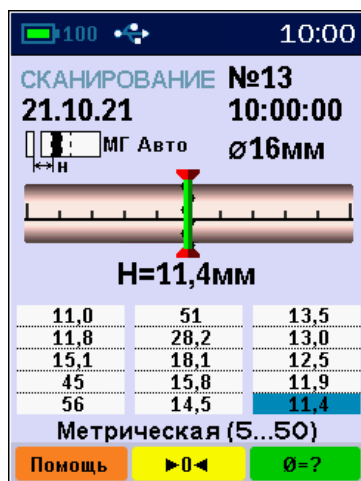 100 10:00
СКАНИРОВАНИЕ №13
21.10.21 10:00:00
МГ Авто ⌀16мм
H
H=11,4мм
11,0 51 13,5
11,8 28,2 13,0
15,1 18,1 12,5
45 15,8 11,9
56 14,5 11,4
Метрическая (5...50)
Помощь ►0◄ Ø=?